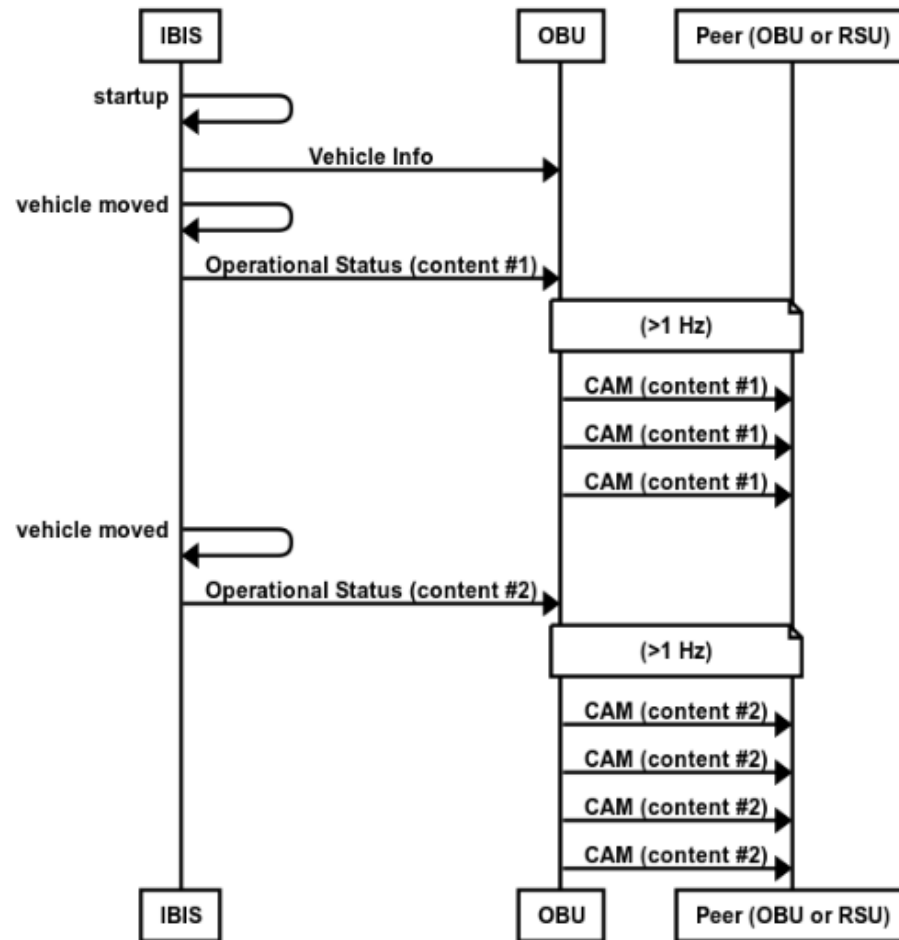 IBIS
OBU
Peer (OBU or RSU)
startup
Vehicle Info
vehicle moved
Operational Status (content #1)
(>1 Hz)
CAM (content #1)
CAM (content #1)
CAM (content #1)
vehicle moved
Operational Status (content #2)
(>1 Hz)
CAM (content #2)
CAM (content #2)
CAM (content #2)
CAM (content #2)
IBIS
OBU
Peer (OBU or RSU)